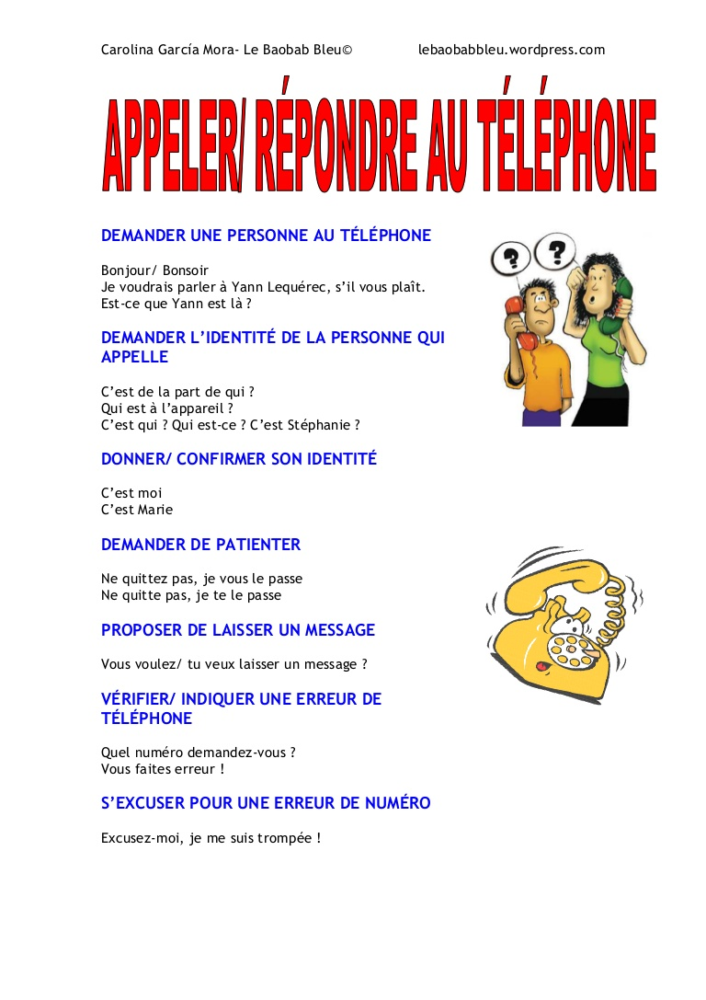 Carolina García Mora- Le Baobab Bleu© lebaobabbleu.wordpress.com
APPELER/ RÉPONDRE AU TÉLÉPHONE
DEMANDER UNE PERSONNE AU TÉLÉPHONE
Bonjour/ Bonsoir
Je voudrais parler à Yann Lequérec, s’il vous plaît.
Est-ce que Yann est là ?
DEMANDER L’IDENTITÉ DE LA PERSONNE QUI
APPELLE
C’est de la part de qui ?
Qui est à l’appareil ?
C’est qui ? Qui est-ce ? C’est Stéphanie ?
DONNER/ CONFIRMER SON IDENTITÉ
C’est moi
C’est Marie
DEMANDER DE PATIENTER
Ne quittez pas, je vous le passe
Ne quitte pas, je te le passe
PROPOSER DE LAISSER UN MESSAGE
Vous voulez/ tu veux laisser un message ?
VÉRIFIER/ INDIQUER UNE ERREUR DE
TÉLÉPHONE
Quel numéro demandez-vous ?
Vous faites erreur !
S’EXCUSER POUR UNE ERREUR DE NUMÉRO
Excusez-moi, je me suis trompée !
? ?